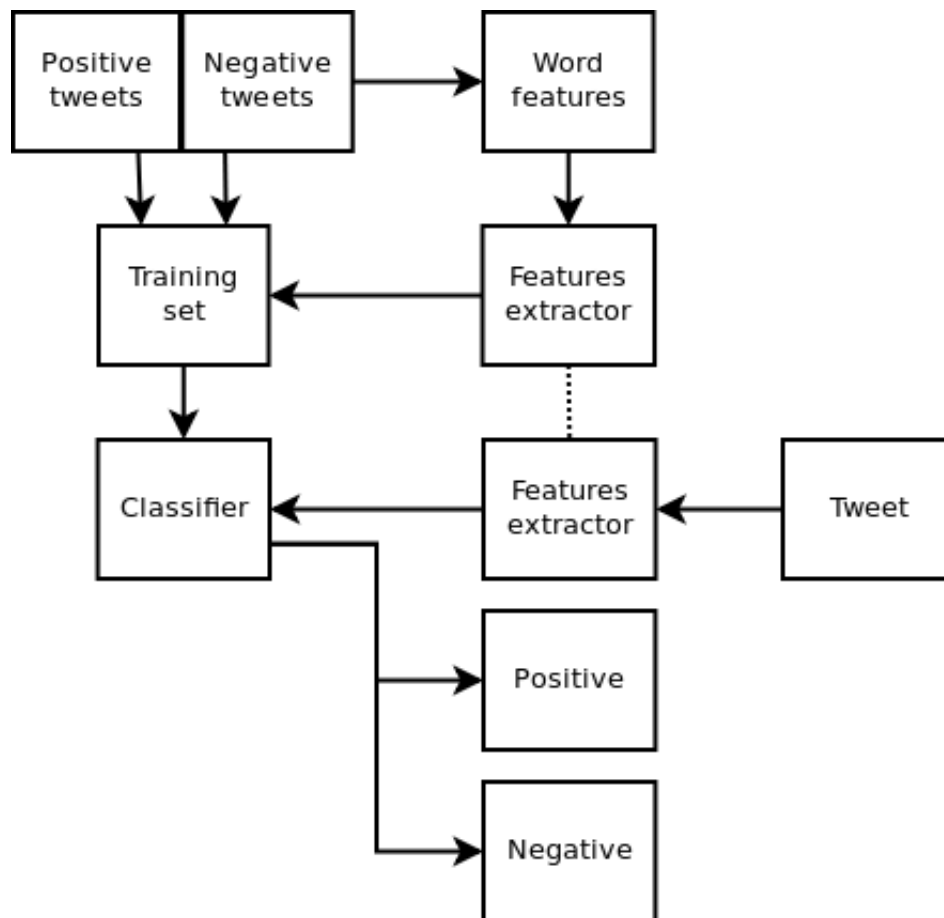 Positive
tweets
Negative
tweets
Word
features
Training
set
Features
extractor
Classifier
Features
extractor
Tweet
Positive
Negative